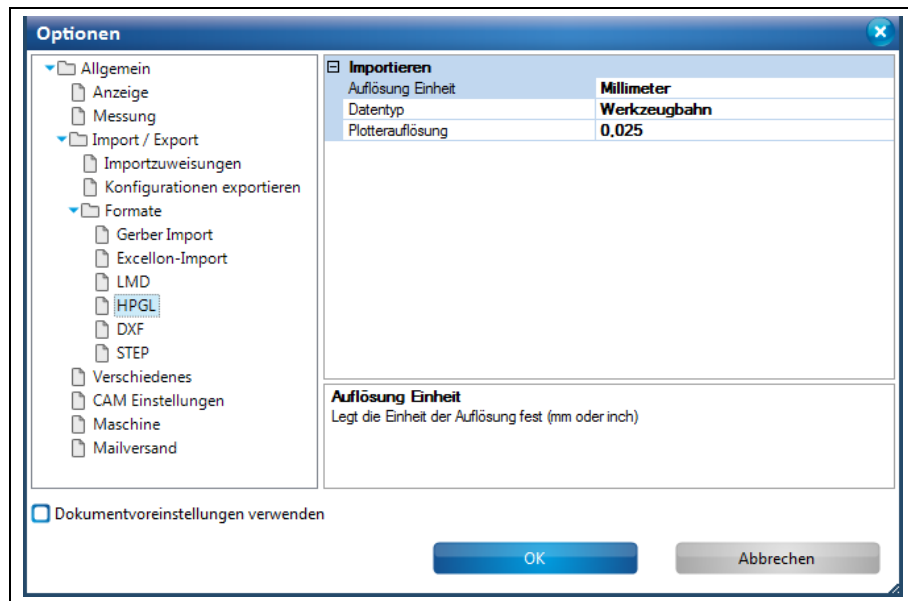 Optionen
Allgemein
Anzeige
Messung
Import / Export
Importzuweisungen
Konfigurationen exportieren
Formate
Gerber Import
Excellon-Import
LMD
HPGL
DXF
STEP
Verschiedenes
CAM Einstellungen
Maschine
Mailversand
Importieren
Auflösung Einheit Millimeter
Datentyp Werkzeugbahn
Plotterauflösung 0,025
Auflösung Einheit
Legt die Einheit der Auflösung fest (mm oder inch)
Dokumentvoreinstellungen verwenden
OK Abbrechen